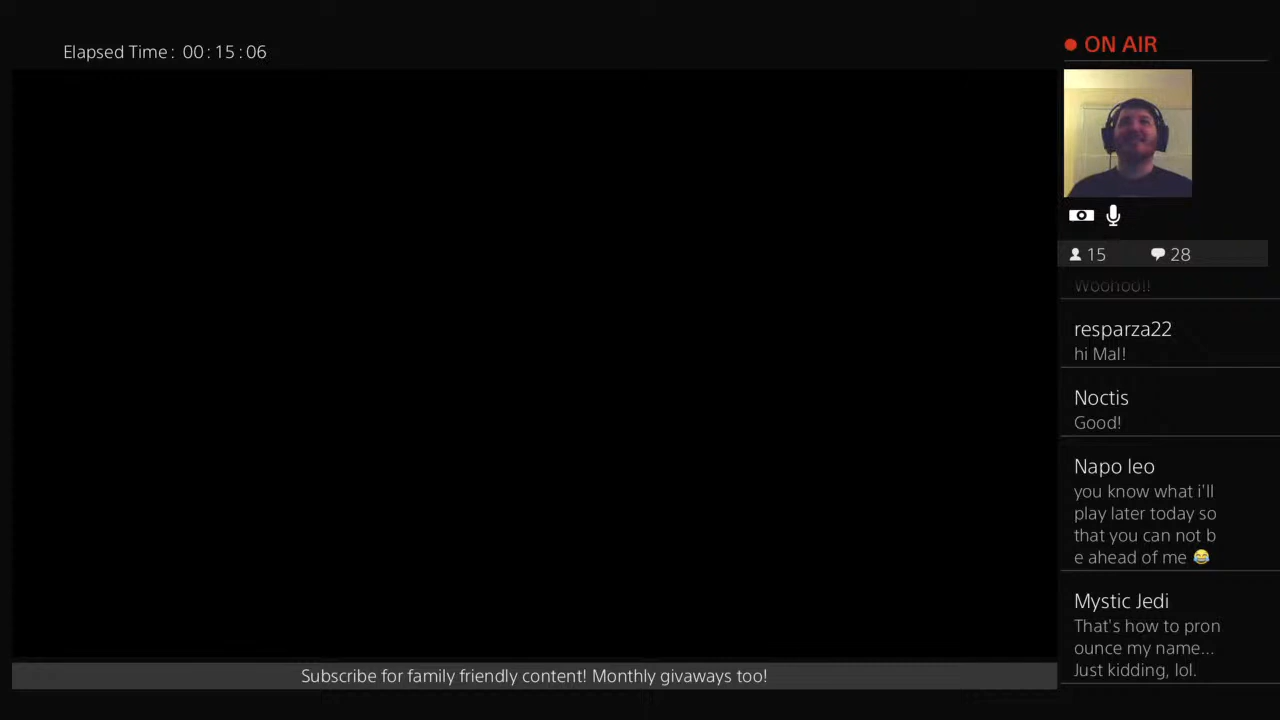 Elapsed Time: 00:15:06
ON AIR
15 28
Woohoo!!
resparza22
hi Mal!
Noctis
Good!
Napo leo
you know what i'll
play later today so
that you can not b
e ahead of me 😂
Mystic Jedi
That's how to pron
ounce my name...
Just kidding, lol.
Subscribe for family friendly content! Monthly givaways too!